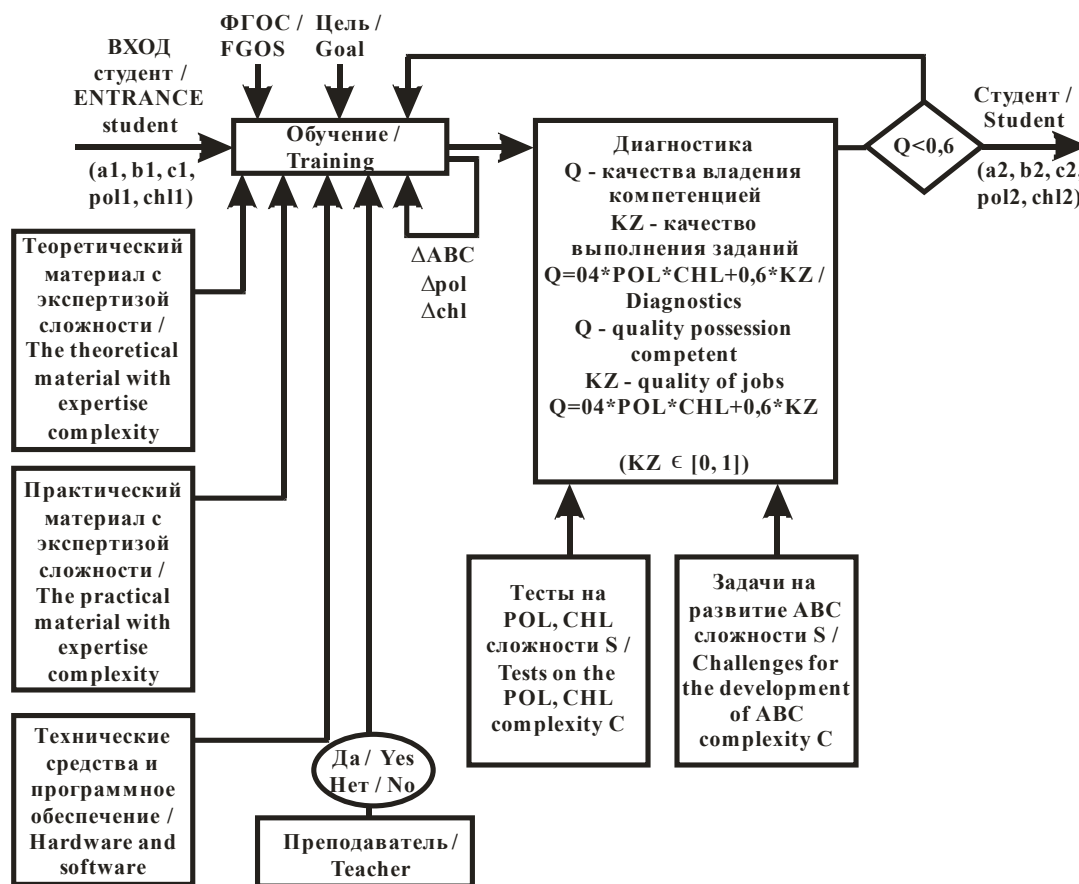 ФГОС /
FGOS
Цель /
Goal
ВХОД
студент /
ENTRANCE
student
(a1, b1, c1,
pol1, chl1)
Обучение /
Training
ΔABC
Δpol
Δchl
Диагностика
Q - качества владения
компетенцией
KZ - качество
выполнения заданий
Q=04*POL*CHL+0,6*KZ /
Diagnostics
Q - quality possession
competent
KZ - quality of jobs
Q=04*POL*CHL+0,6*KZ
(KZ ϵ [0, 1])
Q<0,6
Студент /
Student
(a2, b2, c2,
pol2, chl2)
Теоретический
материал с
экспертизой
сложности /
The theoretical
material with
expertise
complexity
Практический
материал с
экспертизой
сложности /
The practical
material with
expertise
complexity
Технические
средства и
программное
обеспечение /
Hardware and
software
Да / Yes
Нет / No
Преподаватель /
Teacher
Тесты на
POL, CHL
сложности S /
Tests on the
POL, CHL
complexity C
Задачи на
развитие ABC
сложности S /
Challenges for
the development
of ABC
complexity C